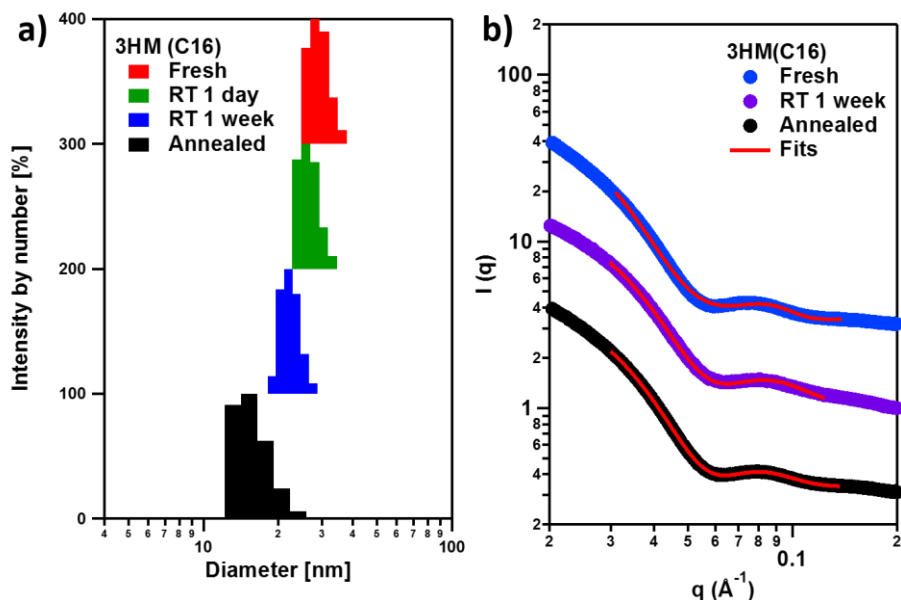 a)
3HM (C16)
Fresh
RT 1 day
RT 1 week
Annealed
Intensity by number [%]
400
300
200
100
0
4 5 6 7 8 9 10 2 3 4 5 6 7 8 9 100
Diameter [nm]
b)
3HM(C16)
Fresh
RT 1 week
Annealed
Fits
I (q)
2
100
8
6
4
2
10
8
6
4
2
1
8
6
4
2
2 3 4 5 6 7 8 9 0.1 2
q (Å⁻¹)